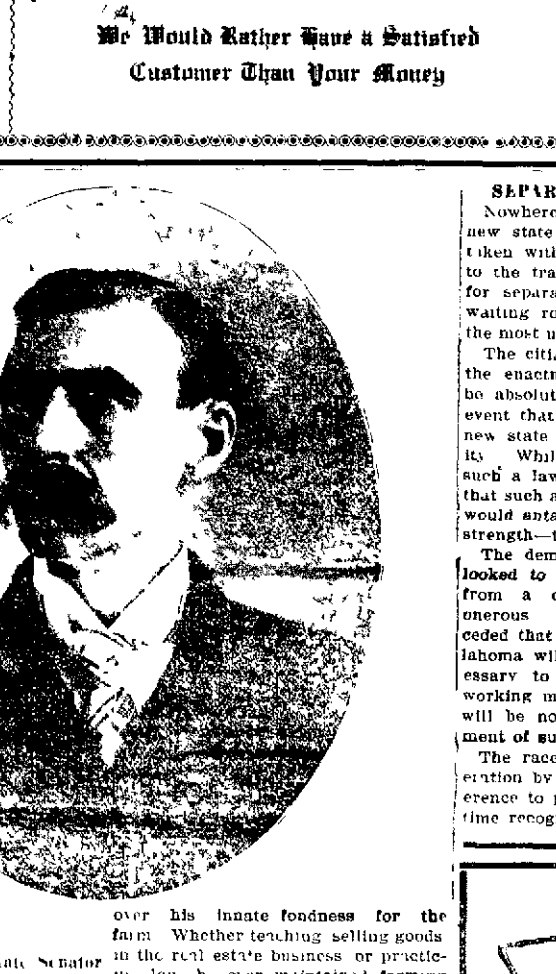 We Would Rather Have a Satisfied
Customer Than Your Money
over his innate fondness for the
farm Whether teaching selling goods
in the real estate business or practic-
Senator
SEPAR
Nowhere
new state
taken with
to the tra
for separa
waiting ro
the most u
The citi
the enactm
be absolut
event that
new state
ity Whil
such a law
that such a
would anta
strength—t
The dem
looked to
from a c
onerous
ceded that
lahoma wil
essary to
working m
will be no
ment of su
The race
eration by
erence to p
time recog